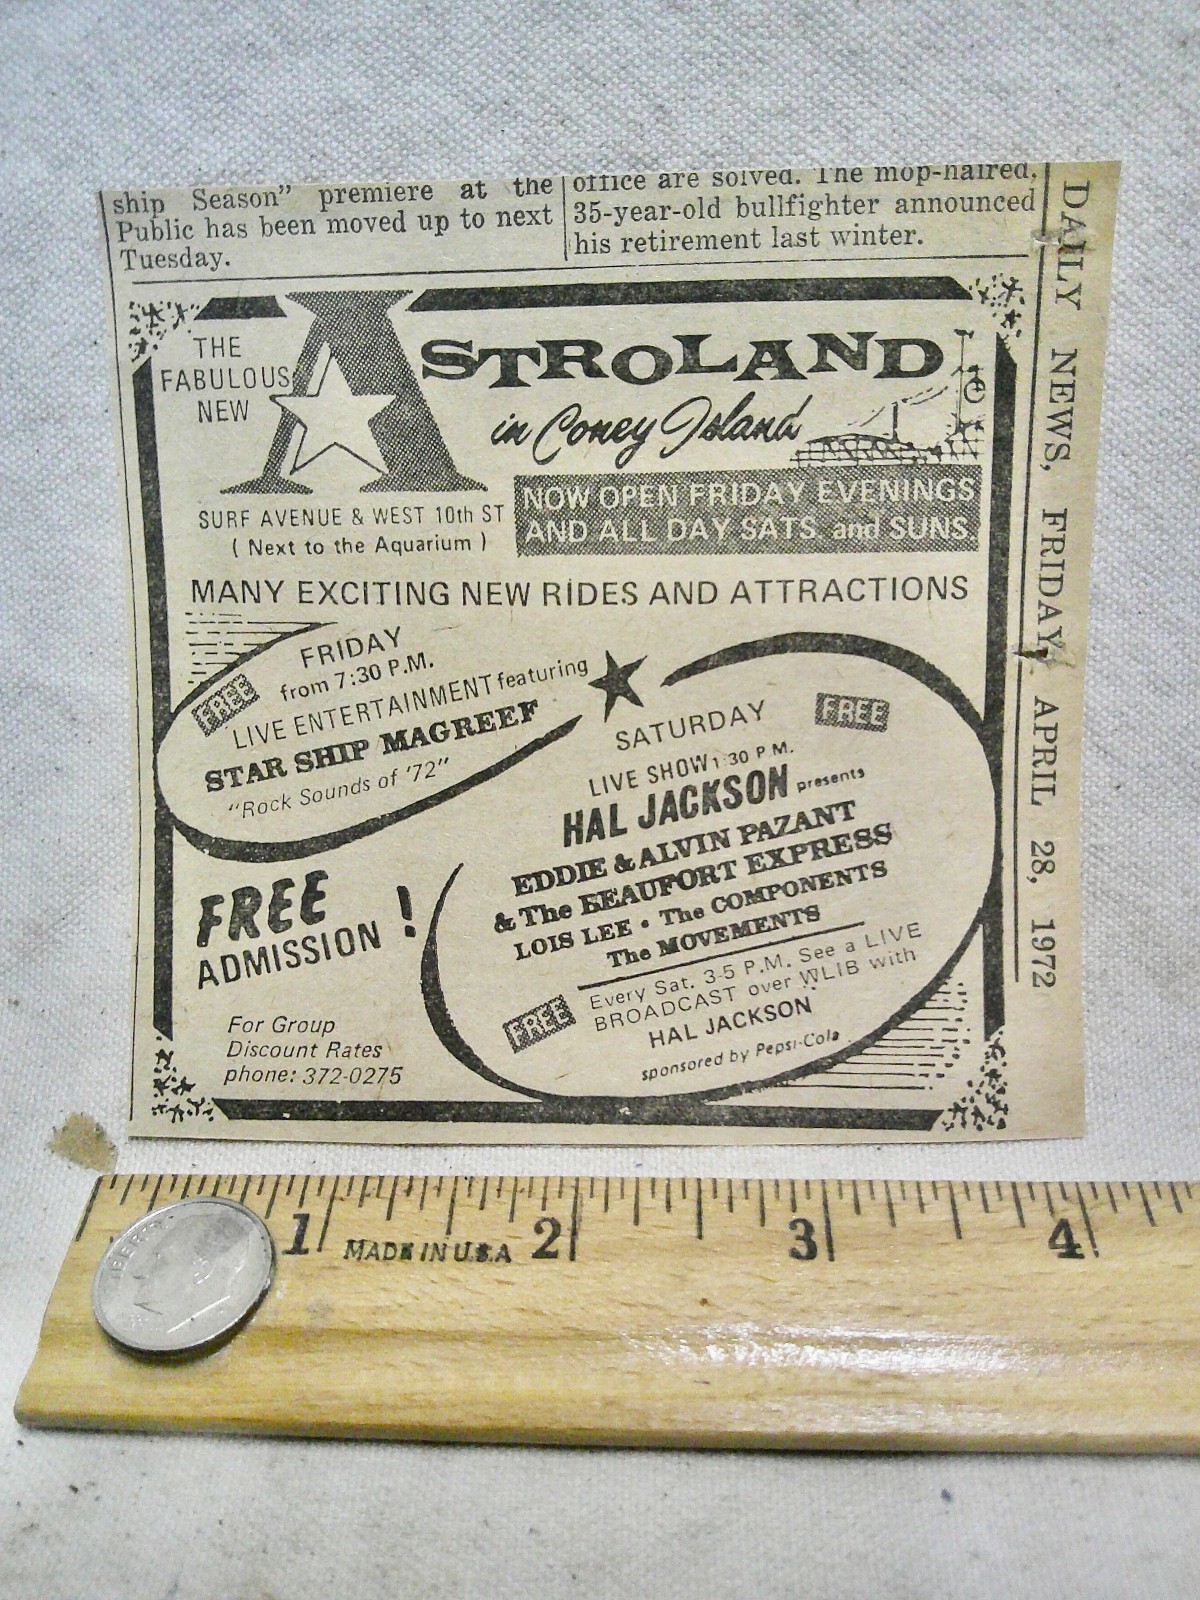 ship Season" premiere at the
Public has been moved up to next
Tuesday.
office are solved. The mop-haired,
35-year-old bullfighter announced
his retirement last winter.
DAILY NEWS, FRIDAY, APRIL 28, 1972
THE
FABULOUS
NEW
ASTROLAND
in Coney Island
SURF AVENUE & WEST 10th ST
( Next to the Aquarium )
NOW OPEN FRIDAY EVENINGS
AND ALL DAY SATS. and SUNS.
MANY EXCITING NEW RIDES AND ATTRACTIONS
FRIDAY
from 7:30 P.M.
FREE
LIVE ENTERTAINMENT featuring
STAR SHIP MAGREEF
"Rock Sounds of '72"
FREE
ADMISSION !
For Group
Discount Rates
phone: 372-0275
SATURDAY
FREE
LIVE SHOW 1:30 P.M.
HAL JACKSON presents
EDDIE & ALVIN PAZANT
& The BEAUFORT EXPRESS
LOIS LEE • The COMPONENTS
The MOVEMENTS
FREE
Every Sat. 3-5 P.M. See a LIVE
BROADCAST over WLIB with
HAL JACKSON
sponsored by Pepsi-Cola
1 MADE IN U.S.A 2 3 4
LIBERTY